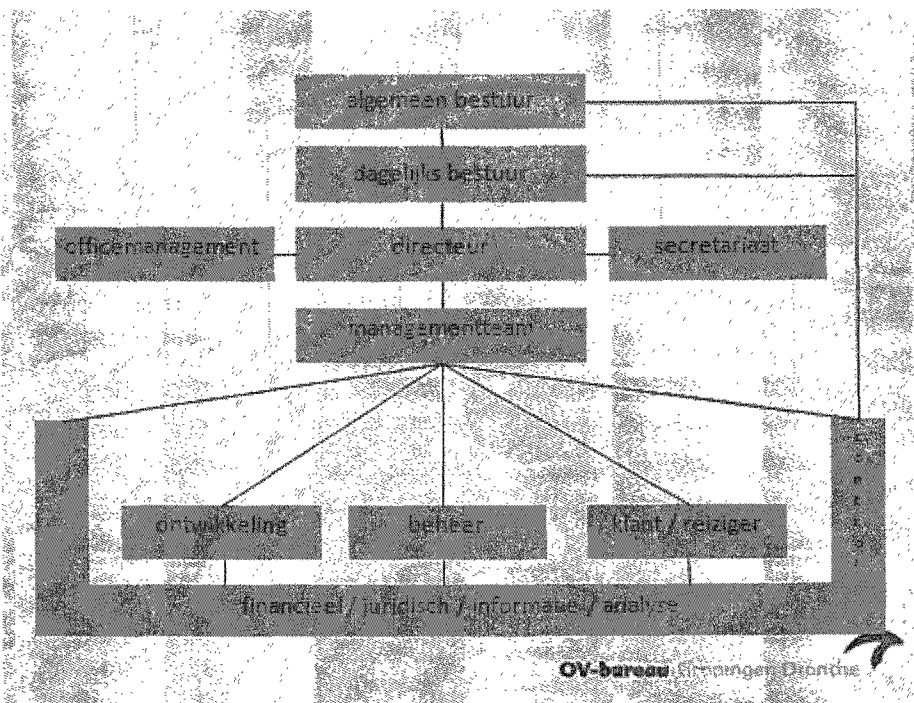 algemeen bestuur
dagelijks bestuur
officemanagement
directeur
secretariaat
managementteam
ontwikkeling
beheer
klant / reiziger
financieel / juridisch / informatie / analyse
OV-bureau Groningen Drenthe